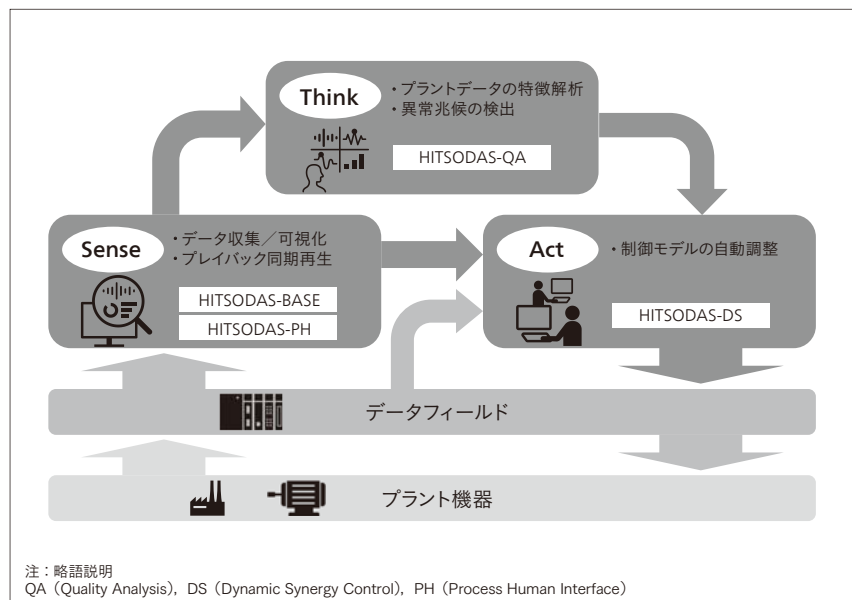 Think
・プラントデータの特徴解析
・異常兆候の検出
HITSODAS-QA
Sense
・データ収集／可視化
・プレイバック同期再生
HITSODAS-BASE
HITSODAS-PH
Act
・制御モデルの自動調整
HITSODAS-DS
データフィールド
プラント機器
注：略語説明
QA（Quality Analysis），DS（Dynamic Synergy Control），PH（Process Human Interface）